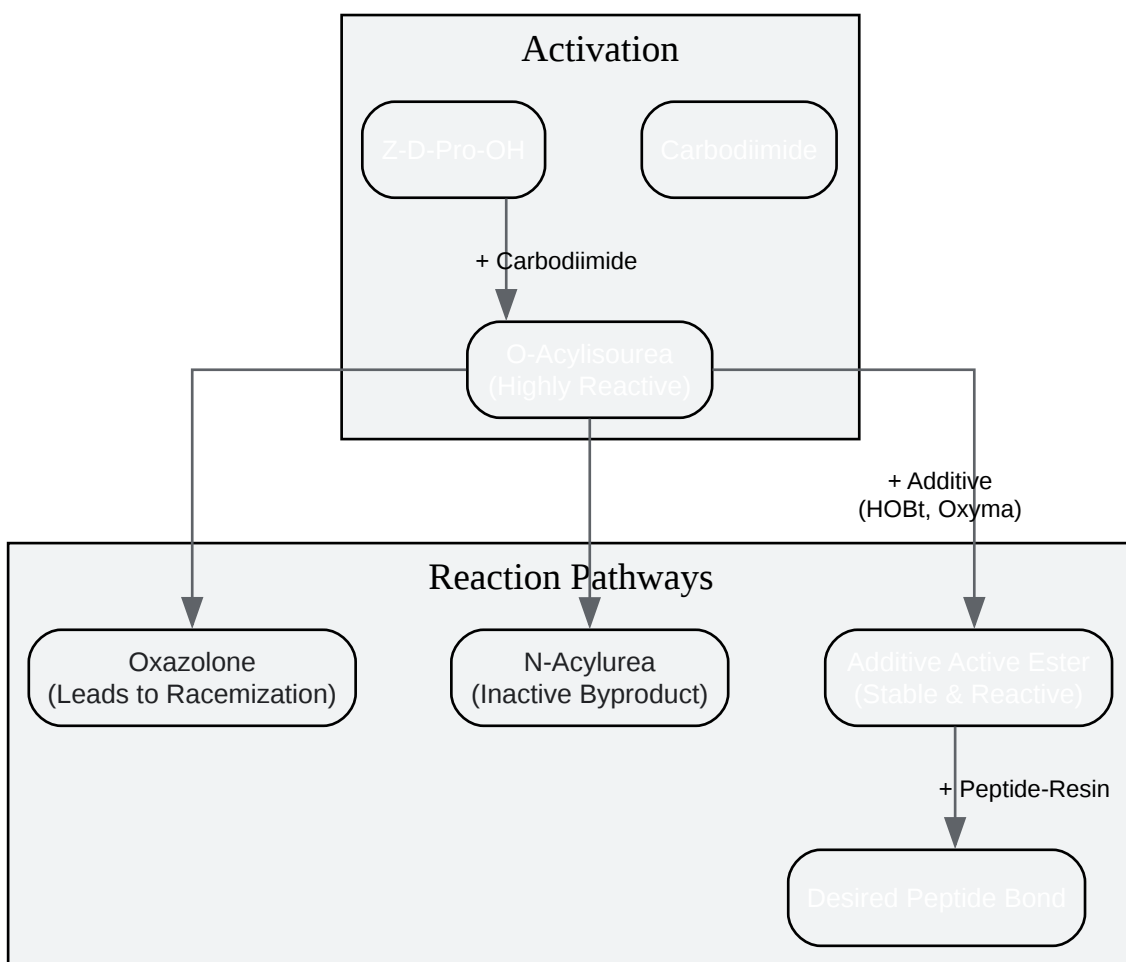 Activation
Z-D-Pro-OH
Carbodiimide
+ Carbodiimide
O-Acylisourea
(Highly Reactive)
+ Additive
(HOBt, Oxyma)
Reaction Pathways
Oxazolone
(Leads to Racemization)
N-Acylurea
(Inactive Byproduct)
Additive Active Ester
(Stable & Reactive)
+ Peptide-Resin
Desired Peptide Bond